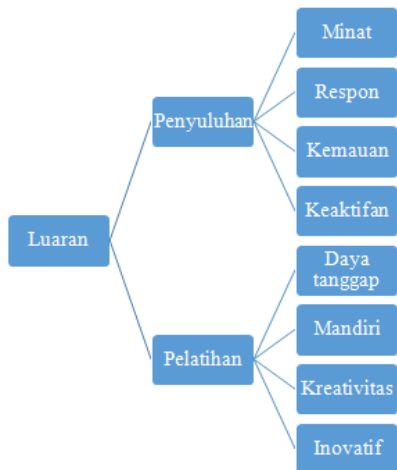 Luaran
Penyuluhan
Minat
Respon
Kemauan
Keaktifan
Pelatihan
Daya
tanggap
Mandiri
Kreativitas
Inovatif